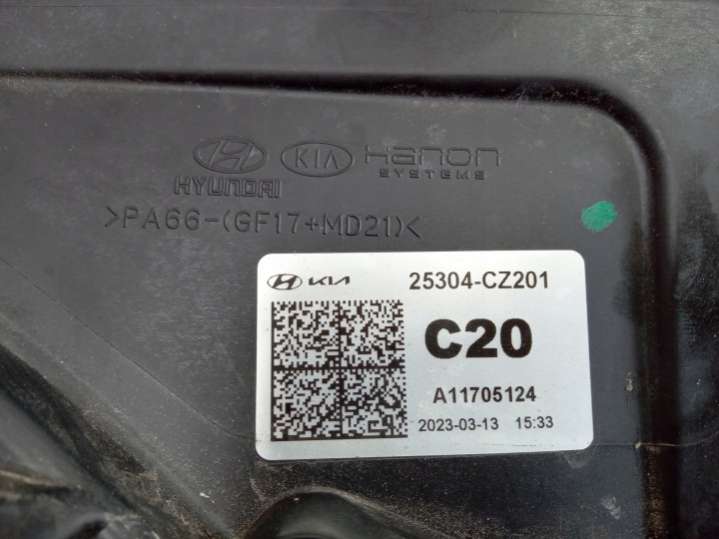 HYUNDAI KIA Hanon
SYSTEMS
>PA66-(GF17+MD21)<
KIA 25304-CZ201
C20
A11705124
2023-03-13 15:33